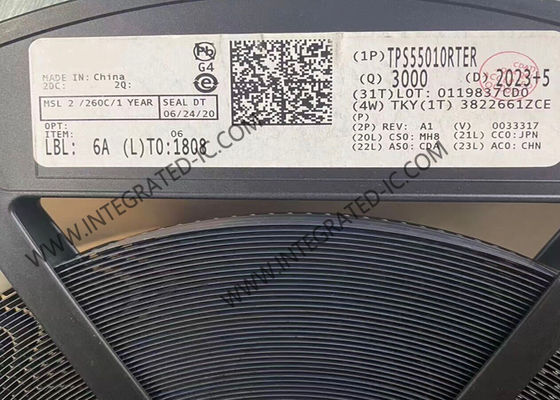 MADE IN: China
2DC: 2Q:
Pb
G4
MSL 2 /260C/1 YEAR SEAL DT
06/24/20
OPT:
ITEM: 06
LBL: 6A (L)TO:1808
(1P) TPS55010RTER
(Q) 3000 (D) 2023+5
(31T) LOT: 0119837CD0
(4W) TKY(1T) 3822661ZCE
(P)
(2P) REV: A1 (V) 0033317
(20L) CSO: MH8 (21L) CCO:JPN
(22L) ASO: CDA (23L) ACO: CHN
WWW.INTEGRATED-IC.COM
WWW.INTEGRATED-IC.COM
WWW.INTEGRATED-IC.COM